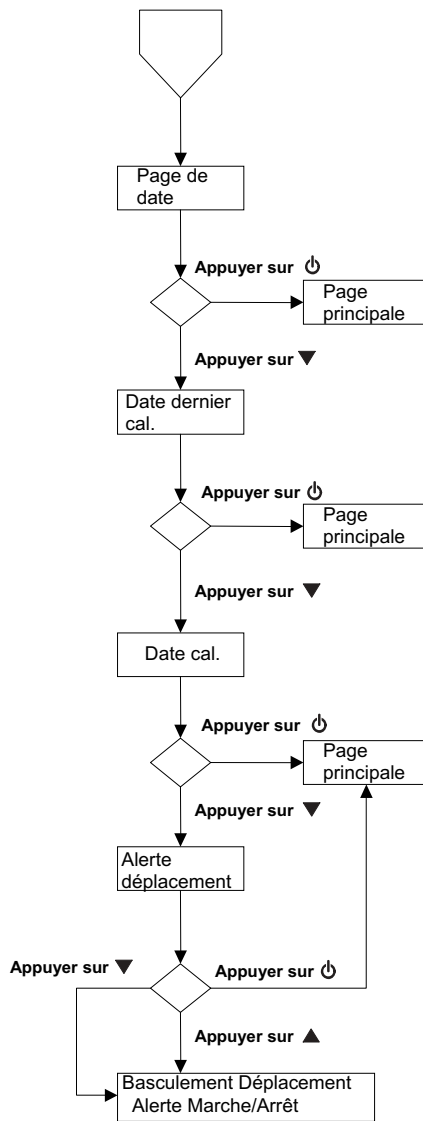 Page de
date
Appuyer sur
Page
principale
Appuyer sur ▼
Date dernier
cal.
Appuyer sur
Page
principale
Appuyer sur ▼
Date cal.
Appuyer sur
Page
principale
Appuyer sur ▼
Alerte
déplacement
Appuyer sur ▼
Appuyer sur
Appuyer sur ▲
Basculement Déplacement
Alerte Marche/Arrêt